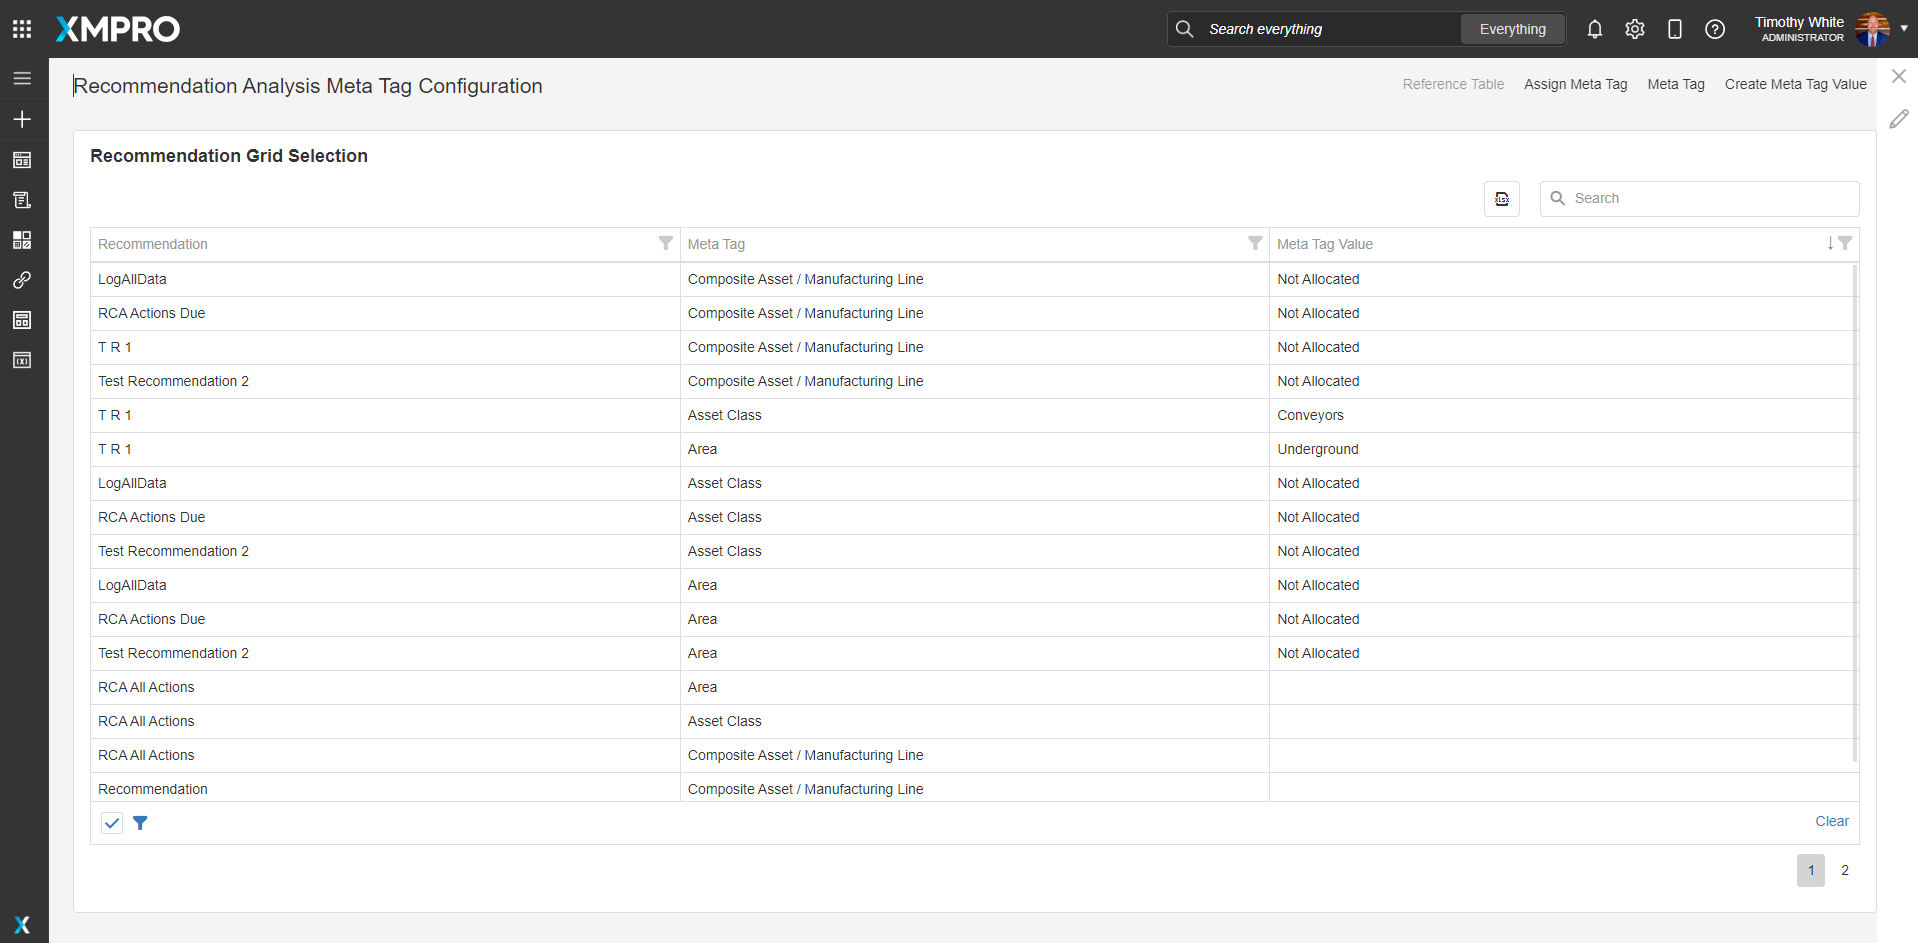 XMPRO
Search everything
Everything
Timothy White
ADMINISTRATOR
Recommendation Analysis Meta Tag Configuration
Reference Table Assign Meta Tag Meta Tag Create Meta Tag Value
Recommendation Grid Selection
xlsx
Search
Recommendation Meta Tag Meta Tag Value
LogAllData Composite Asset / Manufacturing Line Not Allocated
RCA Actions Due Composite Asset / Manufacturing Line Not Allocated
T R 1 Composite Asset / Manufacturing Line Not Allocated
Test Recommendation 2 Composite Asset / Manufacturing Line Not Allocated
T R 1 Asset Class Conveyors
T R 1 Area Underground
LogAllData Asset Class Not Allocated
RCA Actions Due Asset Class Not Allocated
Test Recommendation 2 Asset Class Not Allocated
LogAllData Area Not Allocated
RCA Actions Due Area Not Allocated
Test Recommendation 2 Area Not Allocated
RCA All Actions Area
RCA All Actions Asset Class
RCA All Actions Composite Asset / Manufacturing Line
Recommendation Composite Asset / Manufacturing Line
Clear
1 2
X